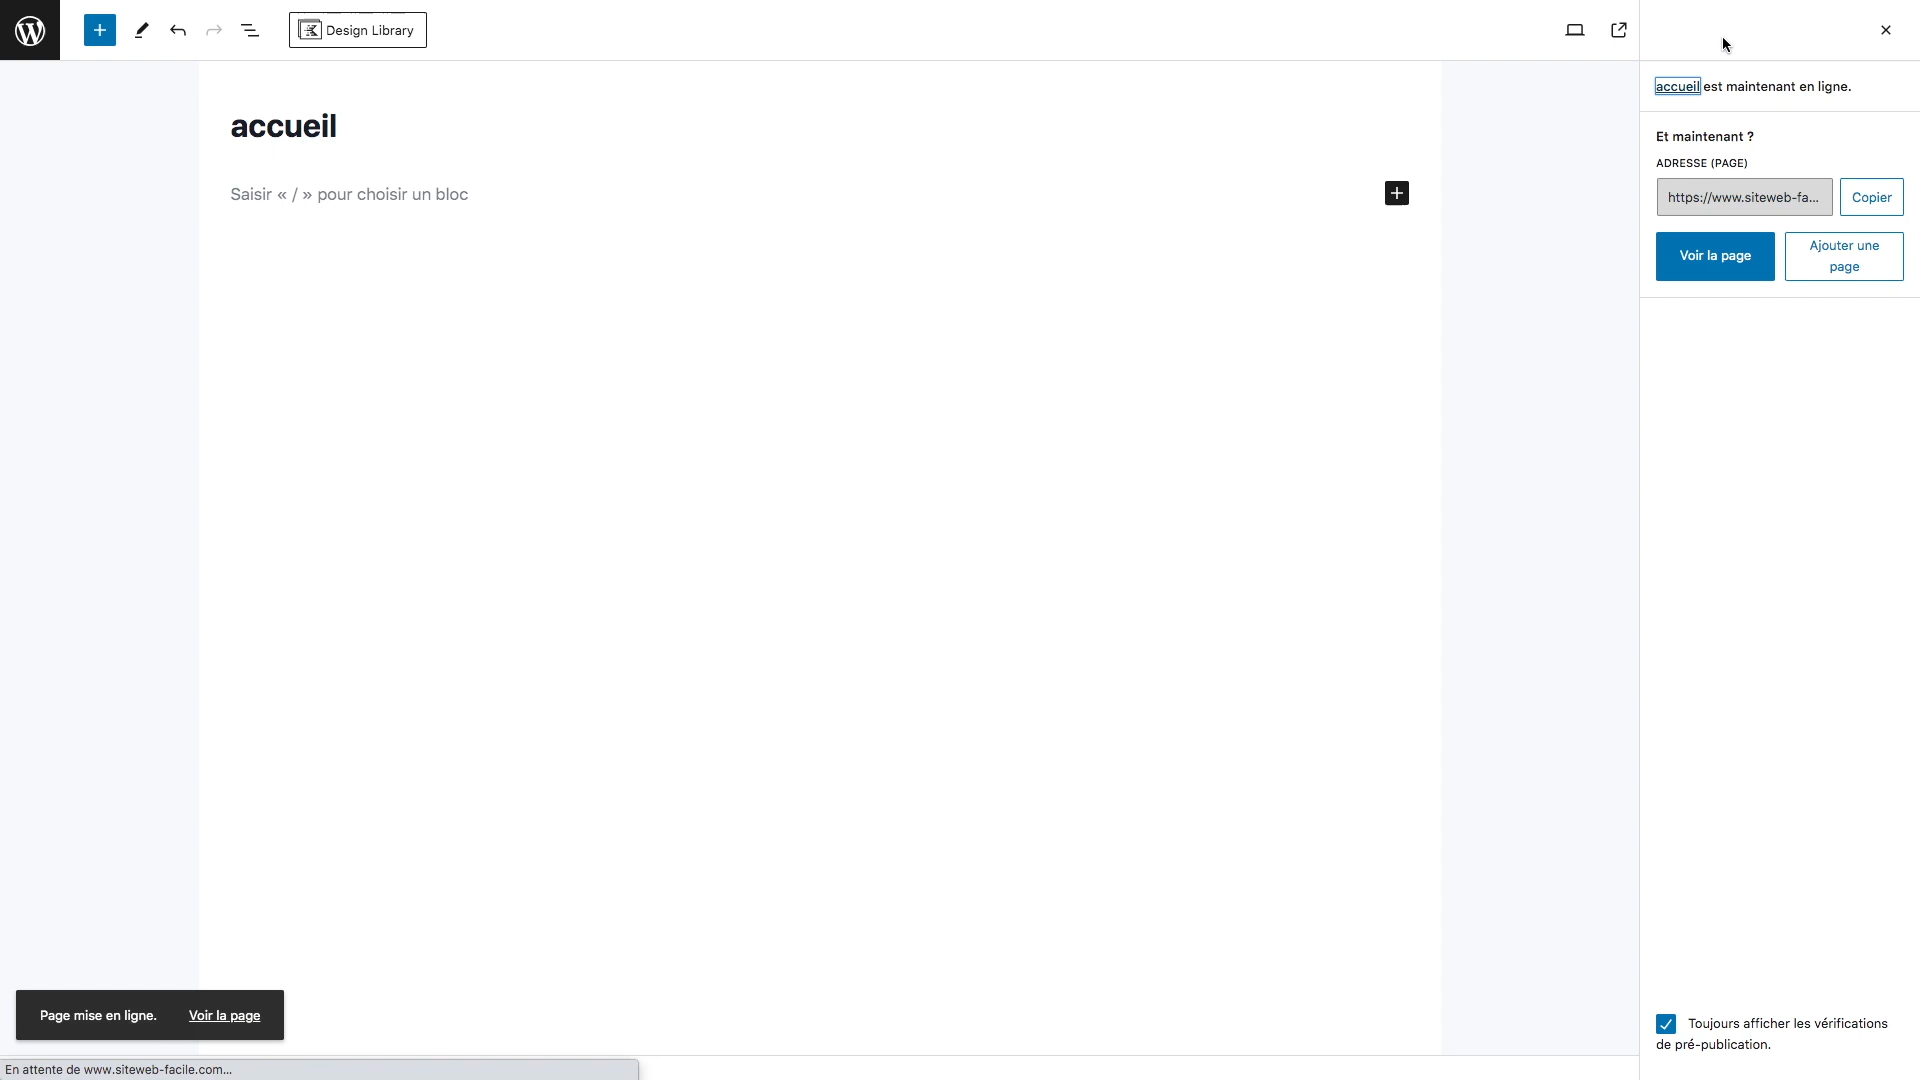 Design Library
accueil est maintenant en ligne.
accueil
Et maintenant ?
ADRESSE (PAGE)
Saisir « / » pour choisir un bloc
https://www.siteweb-fa...
Copier
Voir la page
Ajouter une
page
Page mise en ligne.
Voir la page
Toujours afficher les vérifications
de pré-publication.
En attente de www.siteweb-facile.com...